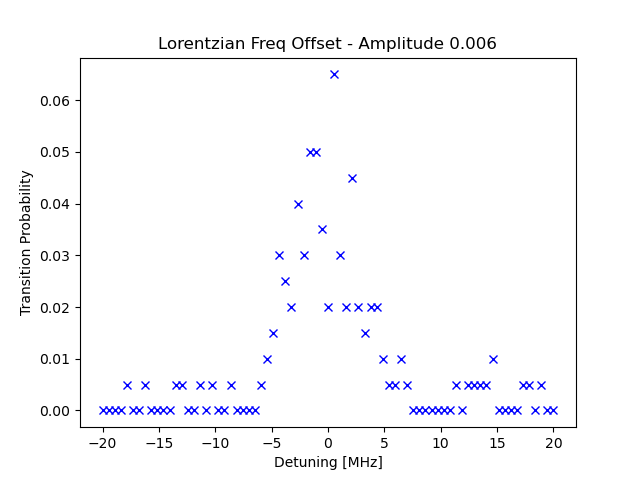 Lorentzian Freq Offset - Amplitude 0.006
Transition Probability
0.06
0.05
0.04
0.03
0.02
0.01
0.00
−20 −15 −10 −5 0 5 10 15 20
Detuning [MHz]